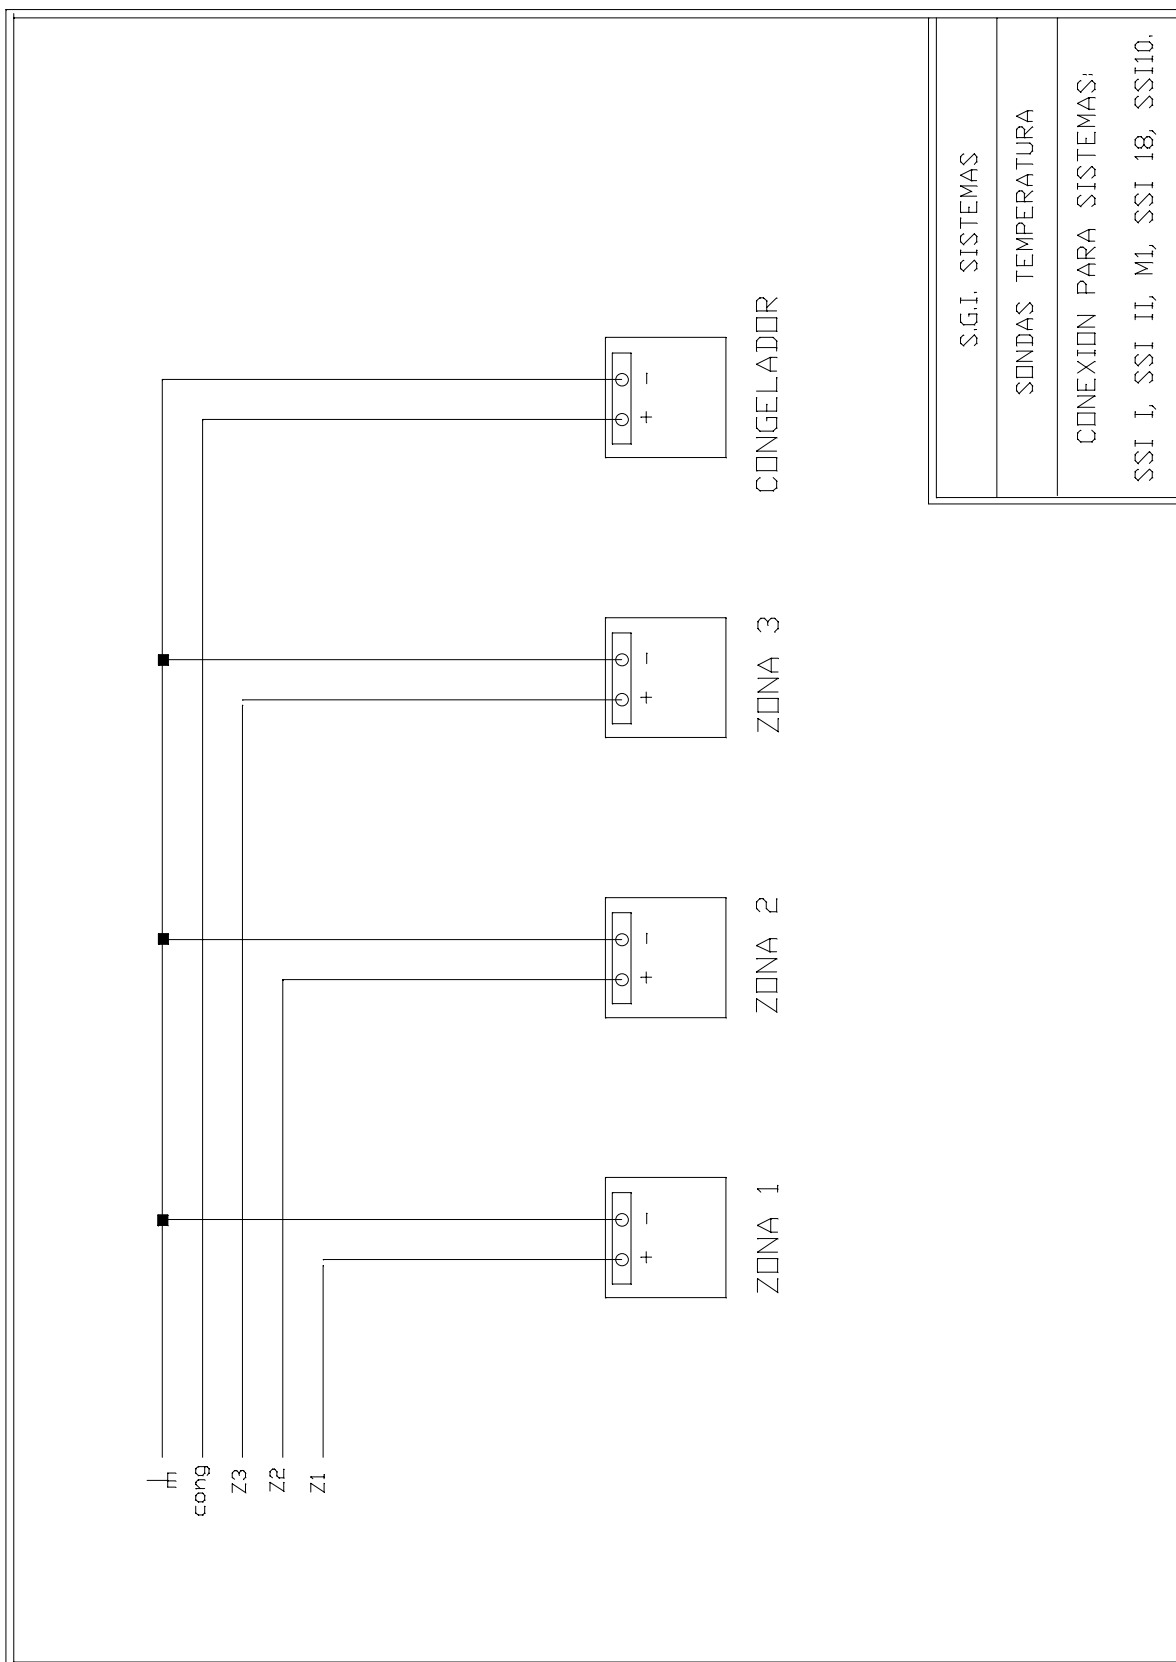 cong
Z3
Z2
Z1
+ -
+ -
+ -
+ -
ZONA 1
ZONA 2
ZONA 3
CONGELADOR
S.G.I. SISTEMAS
SONDAS TEMPERATURA
CONEXION PARA SISTEMAS:
SSI I, SSI II, M1, SSI 18, SSI10.